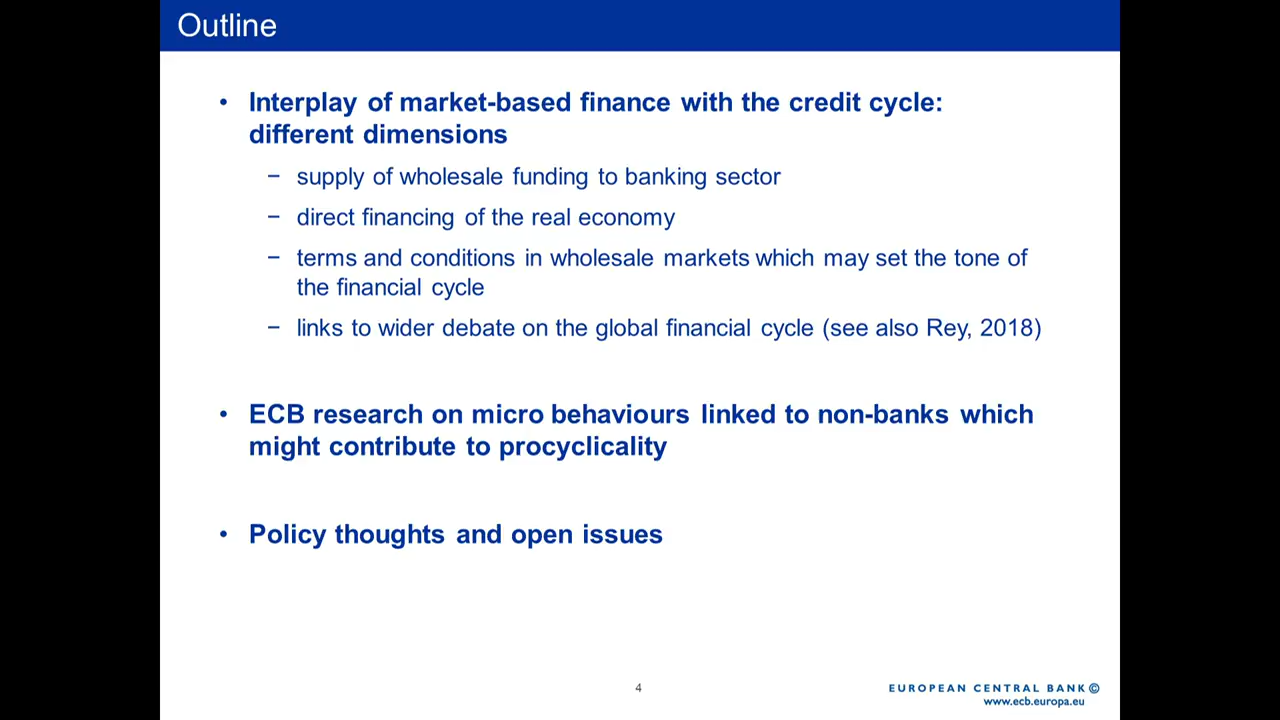 Outline
• Interplay of market-based finance with the credit cycle:
different dimensions
− supply of wholesale funding to banking sector
− direct financing of the real economy
− terms and conditions in wholesale markets which may set the tone of
the financial cycle
− links to wider debate on the global financial cycle (see also Rey, 2018)
• ECB research on micro behaviours linked to non-banks which
might contribute to procyclicality
• Policy thoughts and open issues
4
EUROPEAN CENTRAL BANK ©
www.ecb.europa.eu